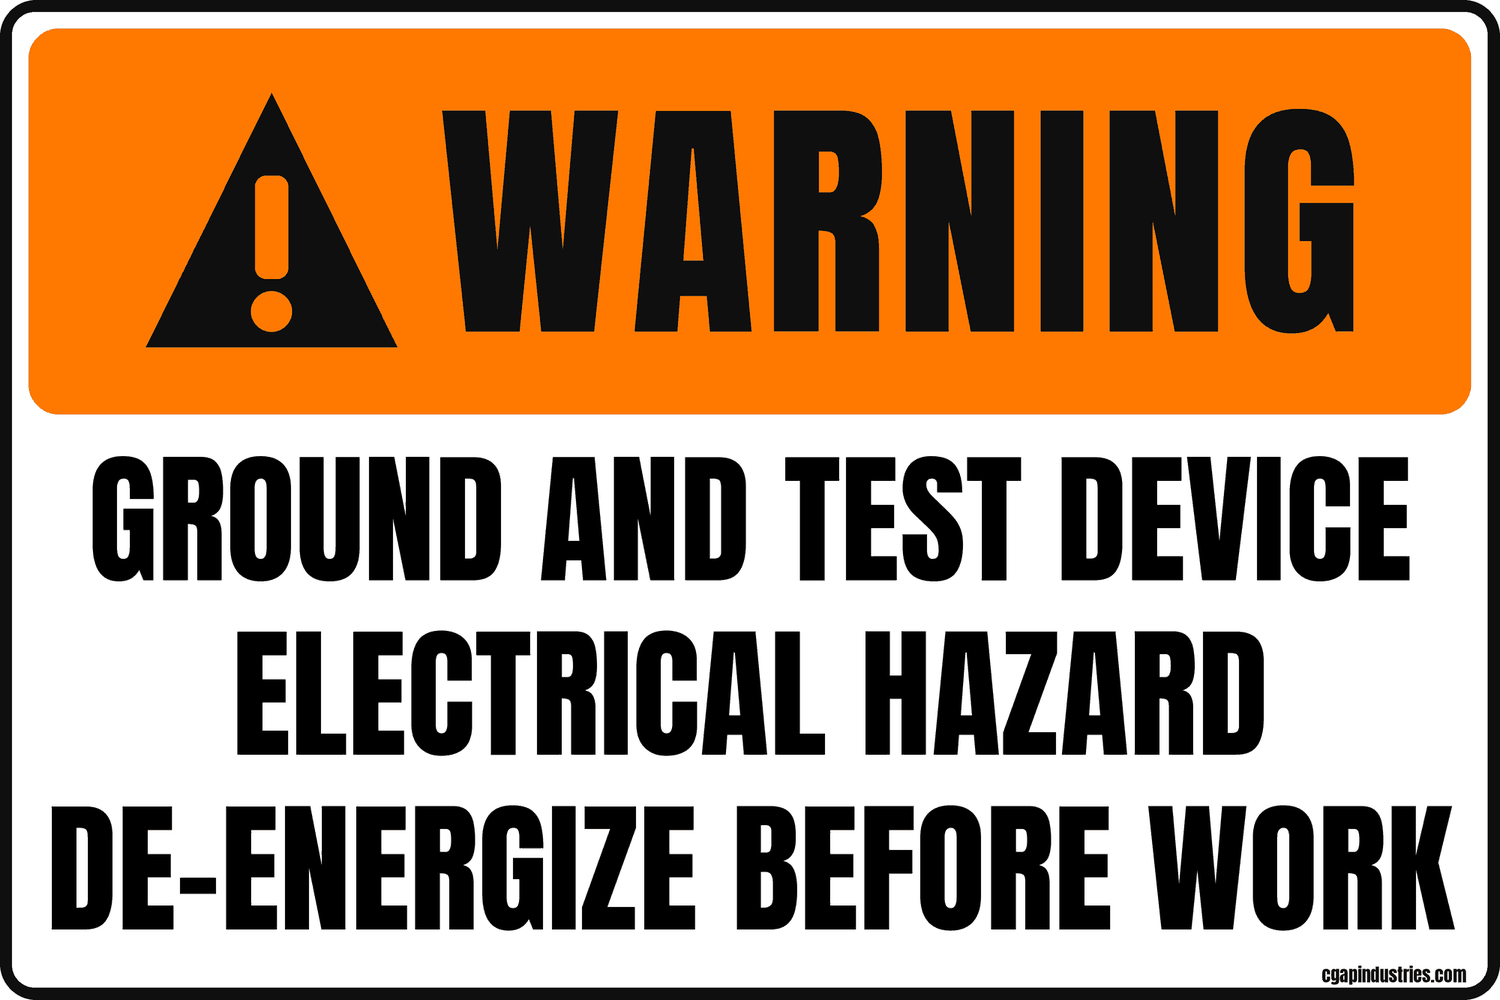 WARNING
GROUND AND TEST DEVICE
ELECTRICAL HAZARD
DE-ENERGIZE BEFORE WORK
cgapindustries.com